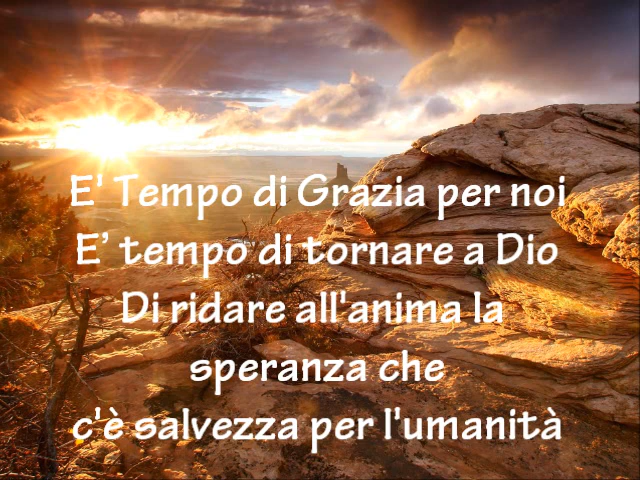 E' Tempo di Grazia per noi
E’ tempo di tornare a Dio
Di ridare all'anima la
speranza che
c'è salvezza per l'umanità